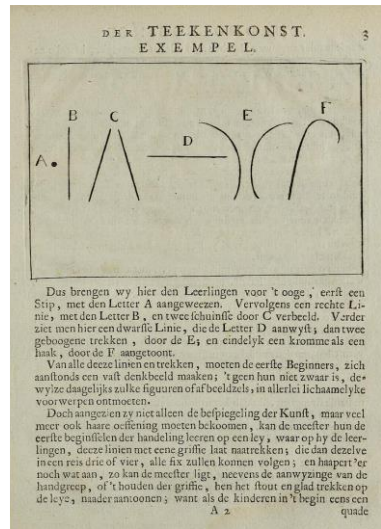 DER TEEKENKONST. 3
EXEMPEL.
A B C D E F
Dus brengen wy hier den Leerlingen voor 't ooge, eerst een
Stip, met den Letter A aangeweezen. Vervolgens een rechte Li-
nie, met den Letter B, en twee schuinsse door C verbeeld. Verder
ziet men hier een dwarsse Linie, die de Letter D aanwyst; dan twee
geboogene trekken, door de E; en eindelyk een kromme als een
haak, door de F aangetoont.
Van alle deeze linien en trekken, moeten de eerste Beginners, zich
aanstonds een vast denkbeeld maaken; 't geen hun niet zwaar is, de-
wylze daagelijks zulke figuuren of afbeeldzels, in allerlei lichaamelyke
voorwerpen ontmoeten.
Doch aangezien zy niet alleen de bespiegeling der Kunst, maar veel
meer ook haare oeffening moeten bekomen, kan de meester hun de
eerste beginsselen der handeling leeren op een ley, waar op hy de leer-
lingen, deeze linien met eene griffie laat naatrekken; die dan dezelve
in een reis drie of vier, alle fix zullen konnen volgen; en haapert 'er
noch wat aan, zo kan de meester ligt, neevens de aanwyzinge van de
handgreep, of 't houden der griffie, hen het stout en glad trekken op
de leye, naader aantoonen; want als de kinderen in 't begin eens een
A 2 quade